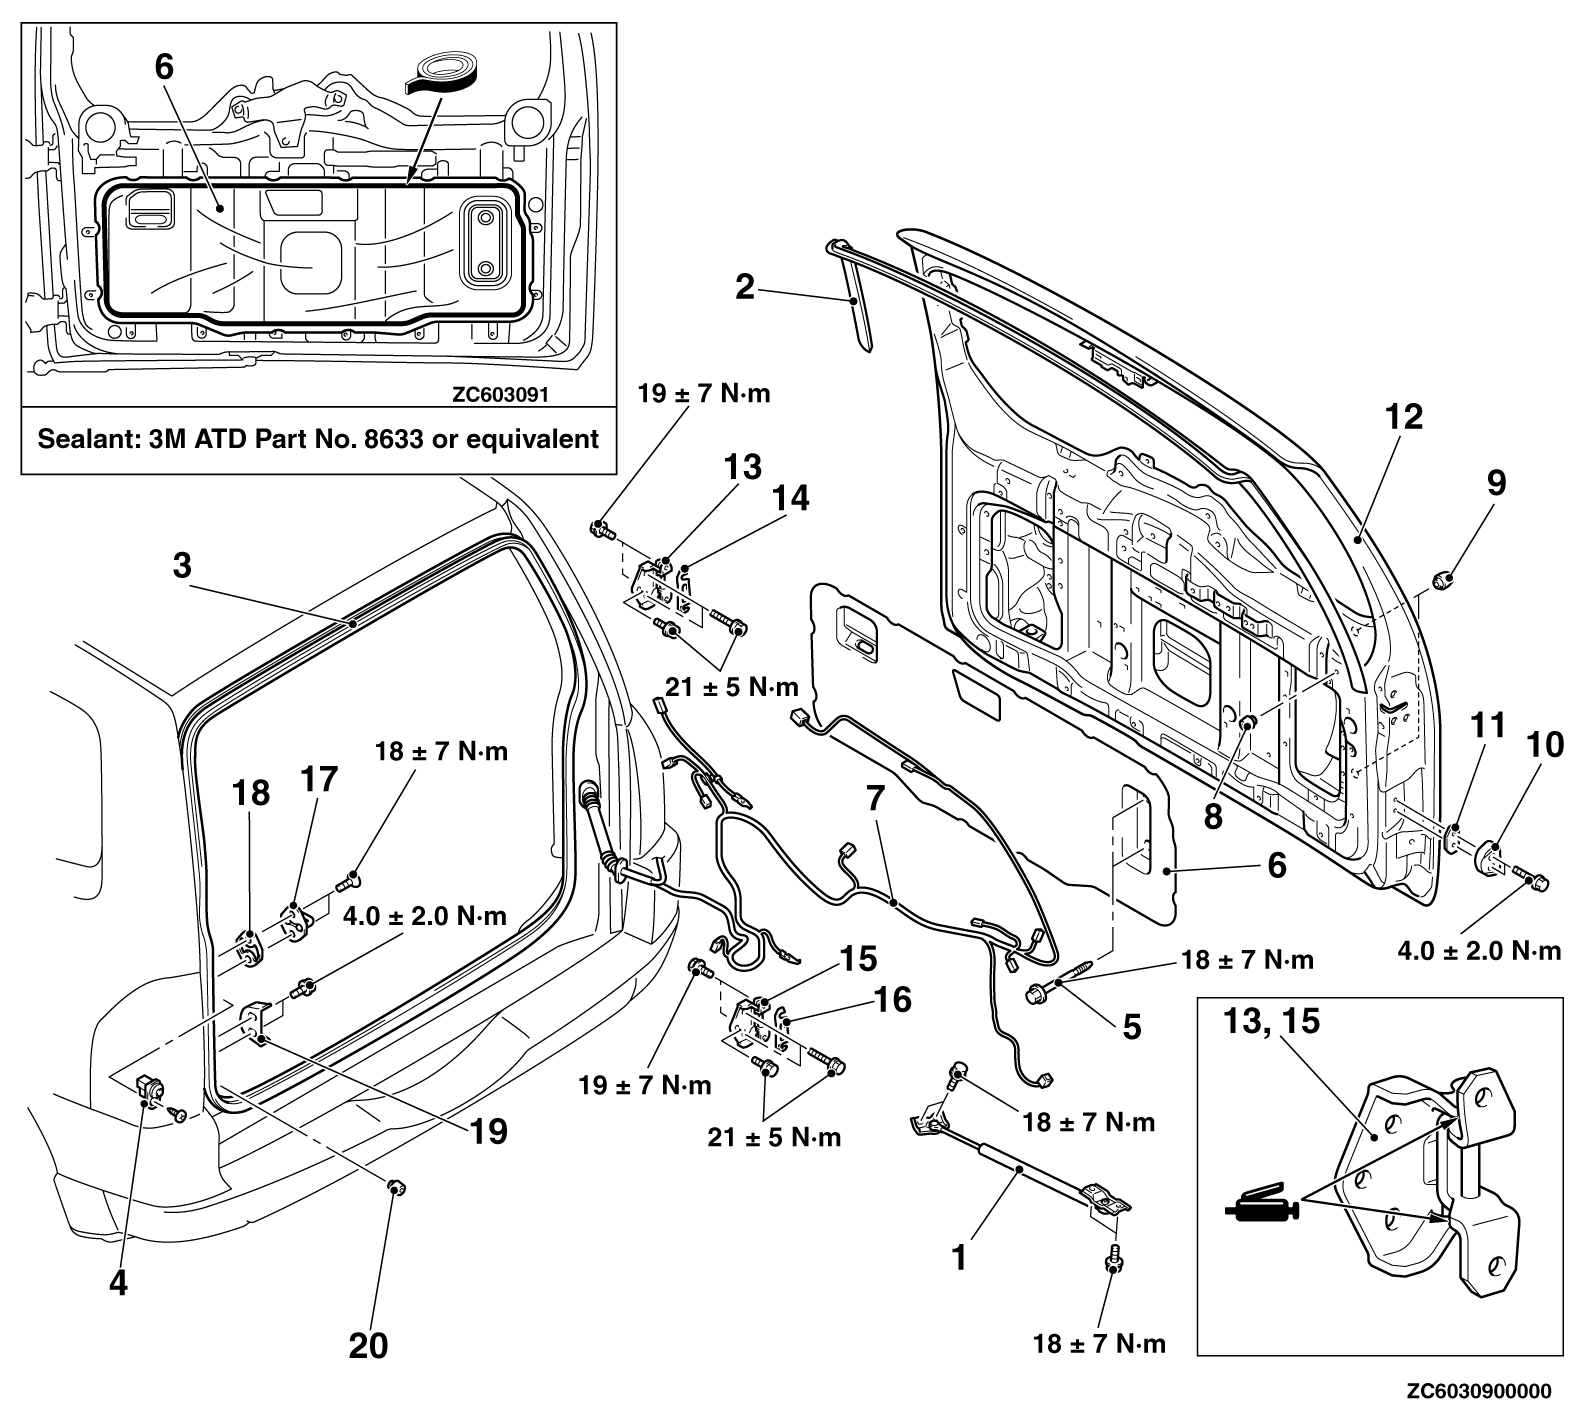 6
ZC603091
Sealant: 3M ATD Part No. 8633 or equivalent
2
19 ± 7 N·m
12
13
9
14
3
21 ± 5 N·m
11
10
18 ± 7 N·m
17
18
7
8
6
4.0 ± 2.0 N·m
4.0 ± 2.0 N·m
15
18 ± 7 N·m
16
5
13, 15
19 ± 7 N·m
18 ± 7 N·m
19
21 ± 5 N·m
1
4
20
18 ± 7 N·m
ZC6030900000